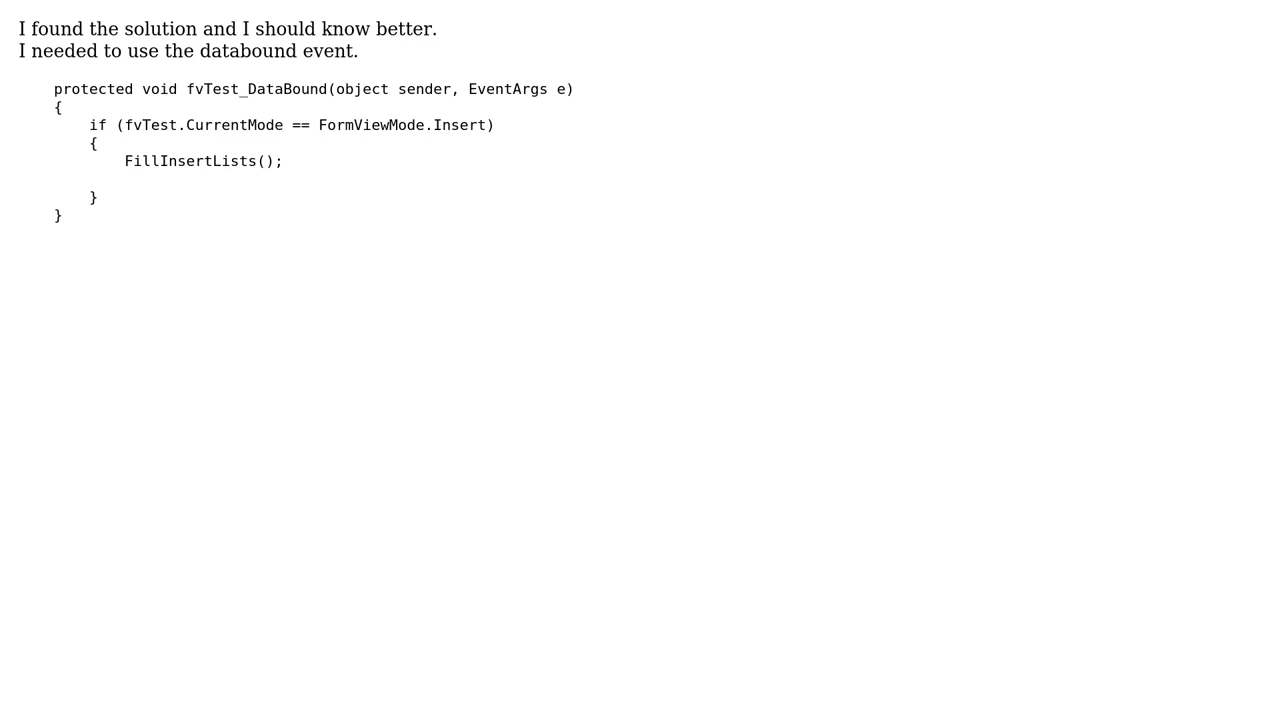 I found the solution and I should know better.
I needed to use the databound event.
protected void fvTest_DataBound(object sender, EventArgs e)
{
    if (fvTest.CurrentMode == FormViewMode.Insert)
    {
        FillInsertLists();

    }
}